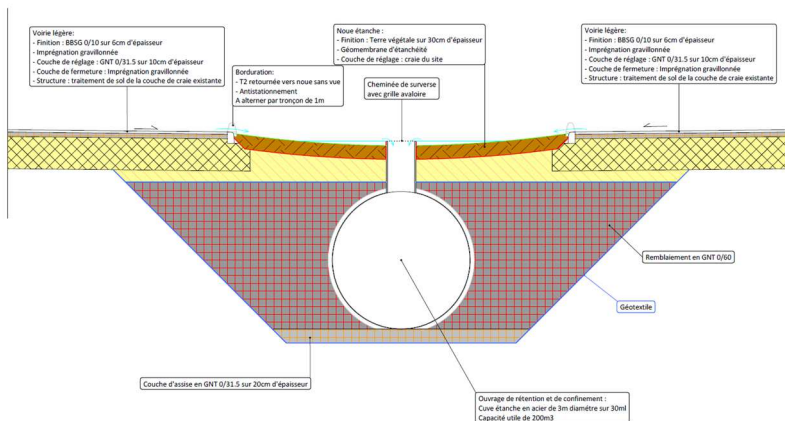 Voirie légère:
- Finition : BBSG 0/10 sur 6cm d'épaisseur
- Imprégnation gravillonnée
- Couche de réglage : GNT 0/31.5 sur 10cm d'épaisseur
- Couche de fermeture : Imprégnation gravillonnée
- Structure : traitement de sol de la couche de craie existante
Borduration:
- T2 retournée vers noue sans vue
- Antistationnement
A alterner par tronçon de 1m
Noue étanche :
- Finition : Terre végétale sur 30cm d'épaisseur
- Géomembrane d'étanchéité
- Couche de réglage : craie du site
Cheminée de surverse
avec grille avaloire
Voirie légère:
- Finition : BBSG 0/10 sur 6cm d'épaisseur
- Imprégnation gravillonnée
- Couche de réglage : GNT 0/31.5 sur 10cm d'épaisseur
- Couche de fermeture : Imprégnation gravillonnée
- Structure : traitement de sol de la couche de craie existante
Remblaiement en GNT 0/60
Géotextile
Couche d'assise en GNT 0/31.5 sur 20cm d'épaisseur
Ouvrage de rétention et de confinement :
Cuve étanche en acier de 3m diamétre sur 30ml
Capacité utile de 200m3